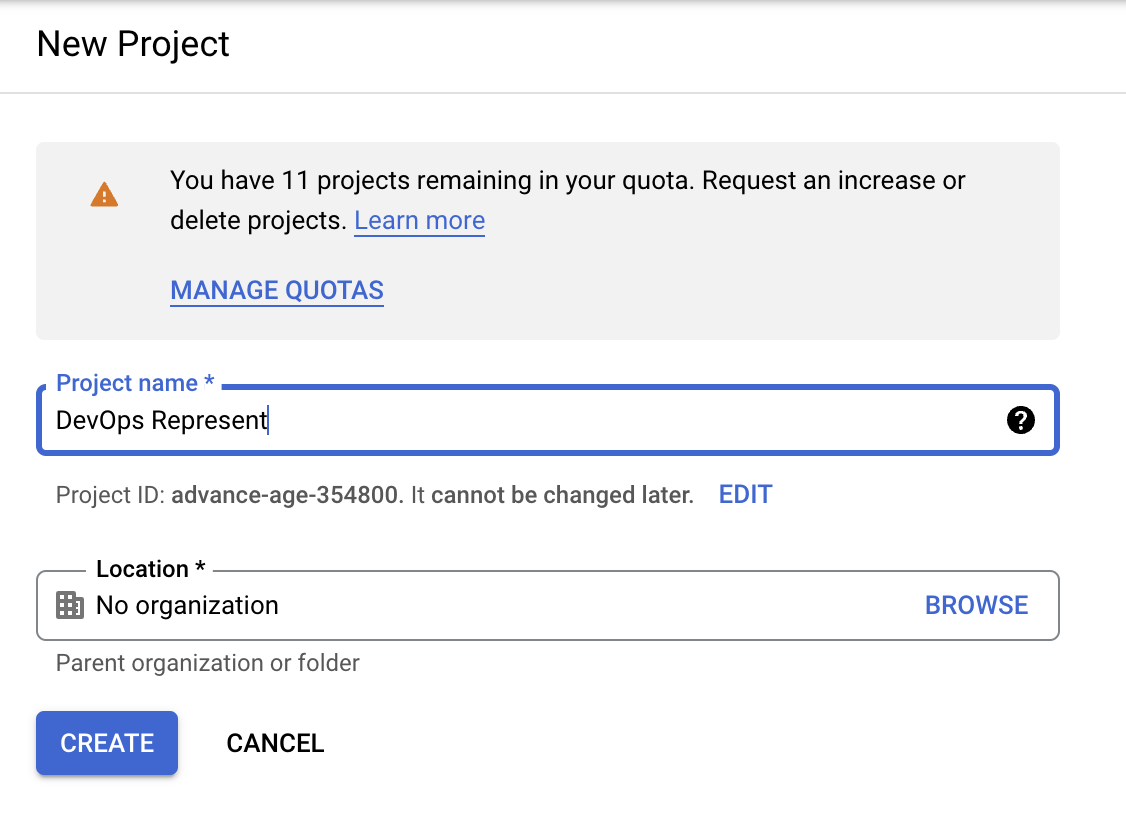 New Project
You have 11 projects remaining in your quota. Request an increase or
delete projects. Learn more
MANAGE QUOTAS
Project name *
DevOps Represent
Project ID: advance-age-354800. It cannot be changed later. EDIT
Location *
No organization BROWSE
Parent organization or folder
CREATE CANCEL